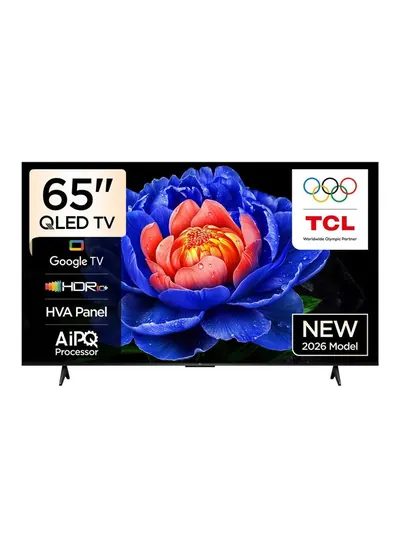 65"
QLED TV
Google TV
HDR10+
HVA Panel
AiPQ
Processor
TCL
Worldwide Olympic Partner
NEW
2026 Model